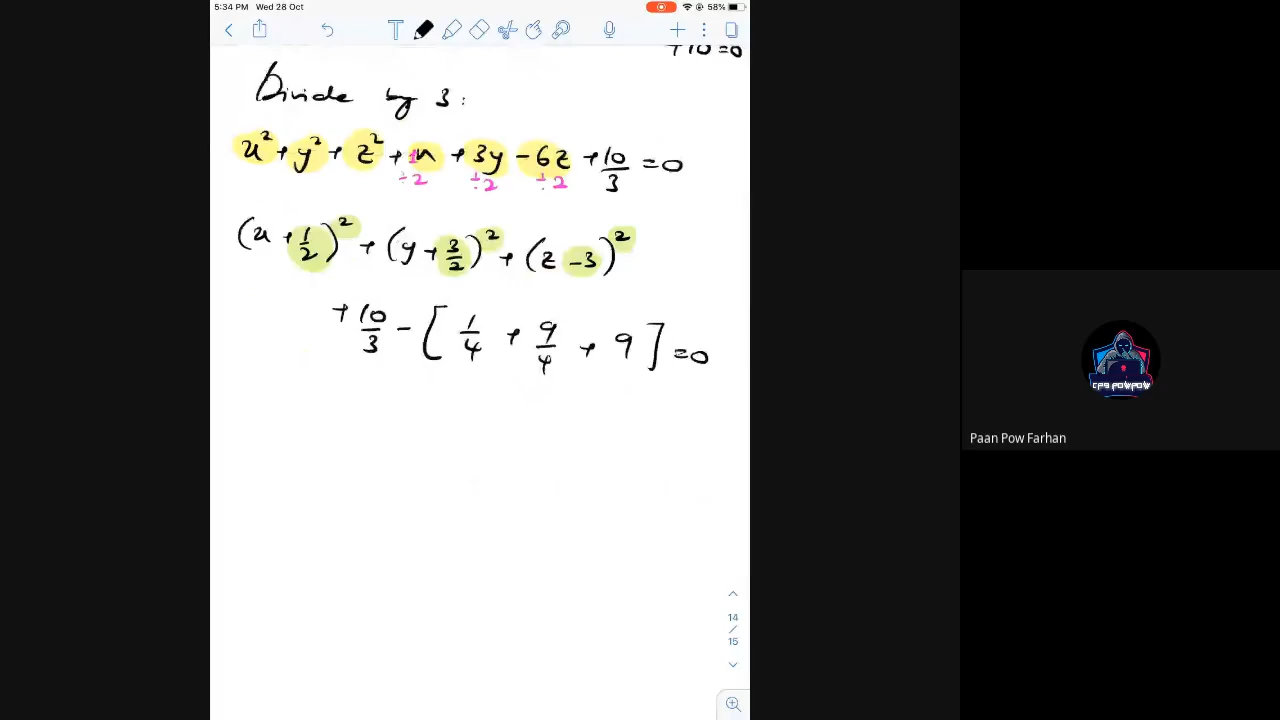 5:34 PM Wed 28 Oct
58%
+10=0
Divide by 3:
x² + y² + z² + 1x + 3y - 6z + 10/3 = 0
÷2 ÷2 ÷2
(x + 1/2)² + (y + 3/2)² + (z - 3)²
+ 10/3 - [ 1/4 + 9/4 + 9 ] = 0
14
/
15
CPG POWPOW
Paan Pow Farhan